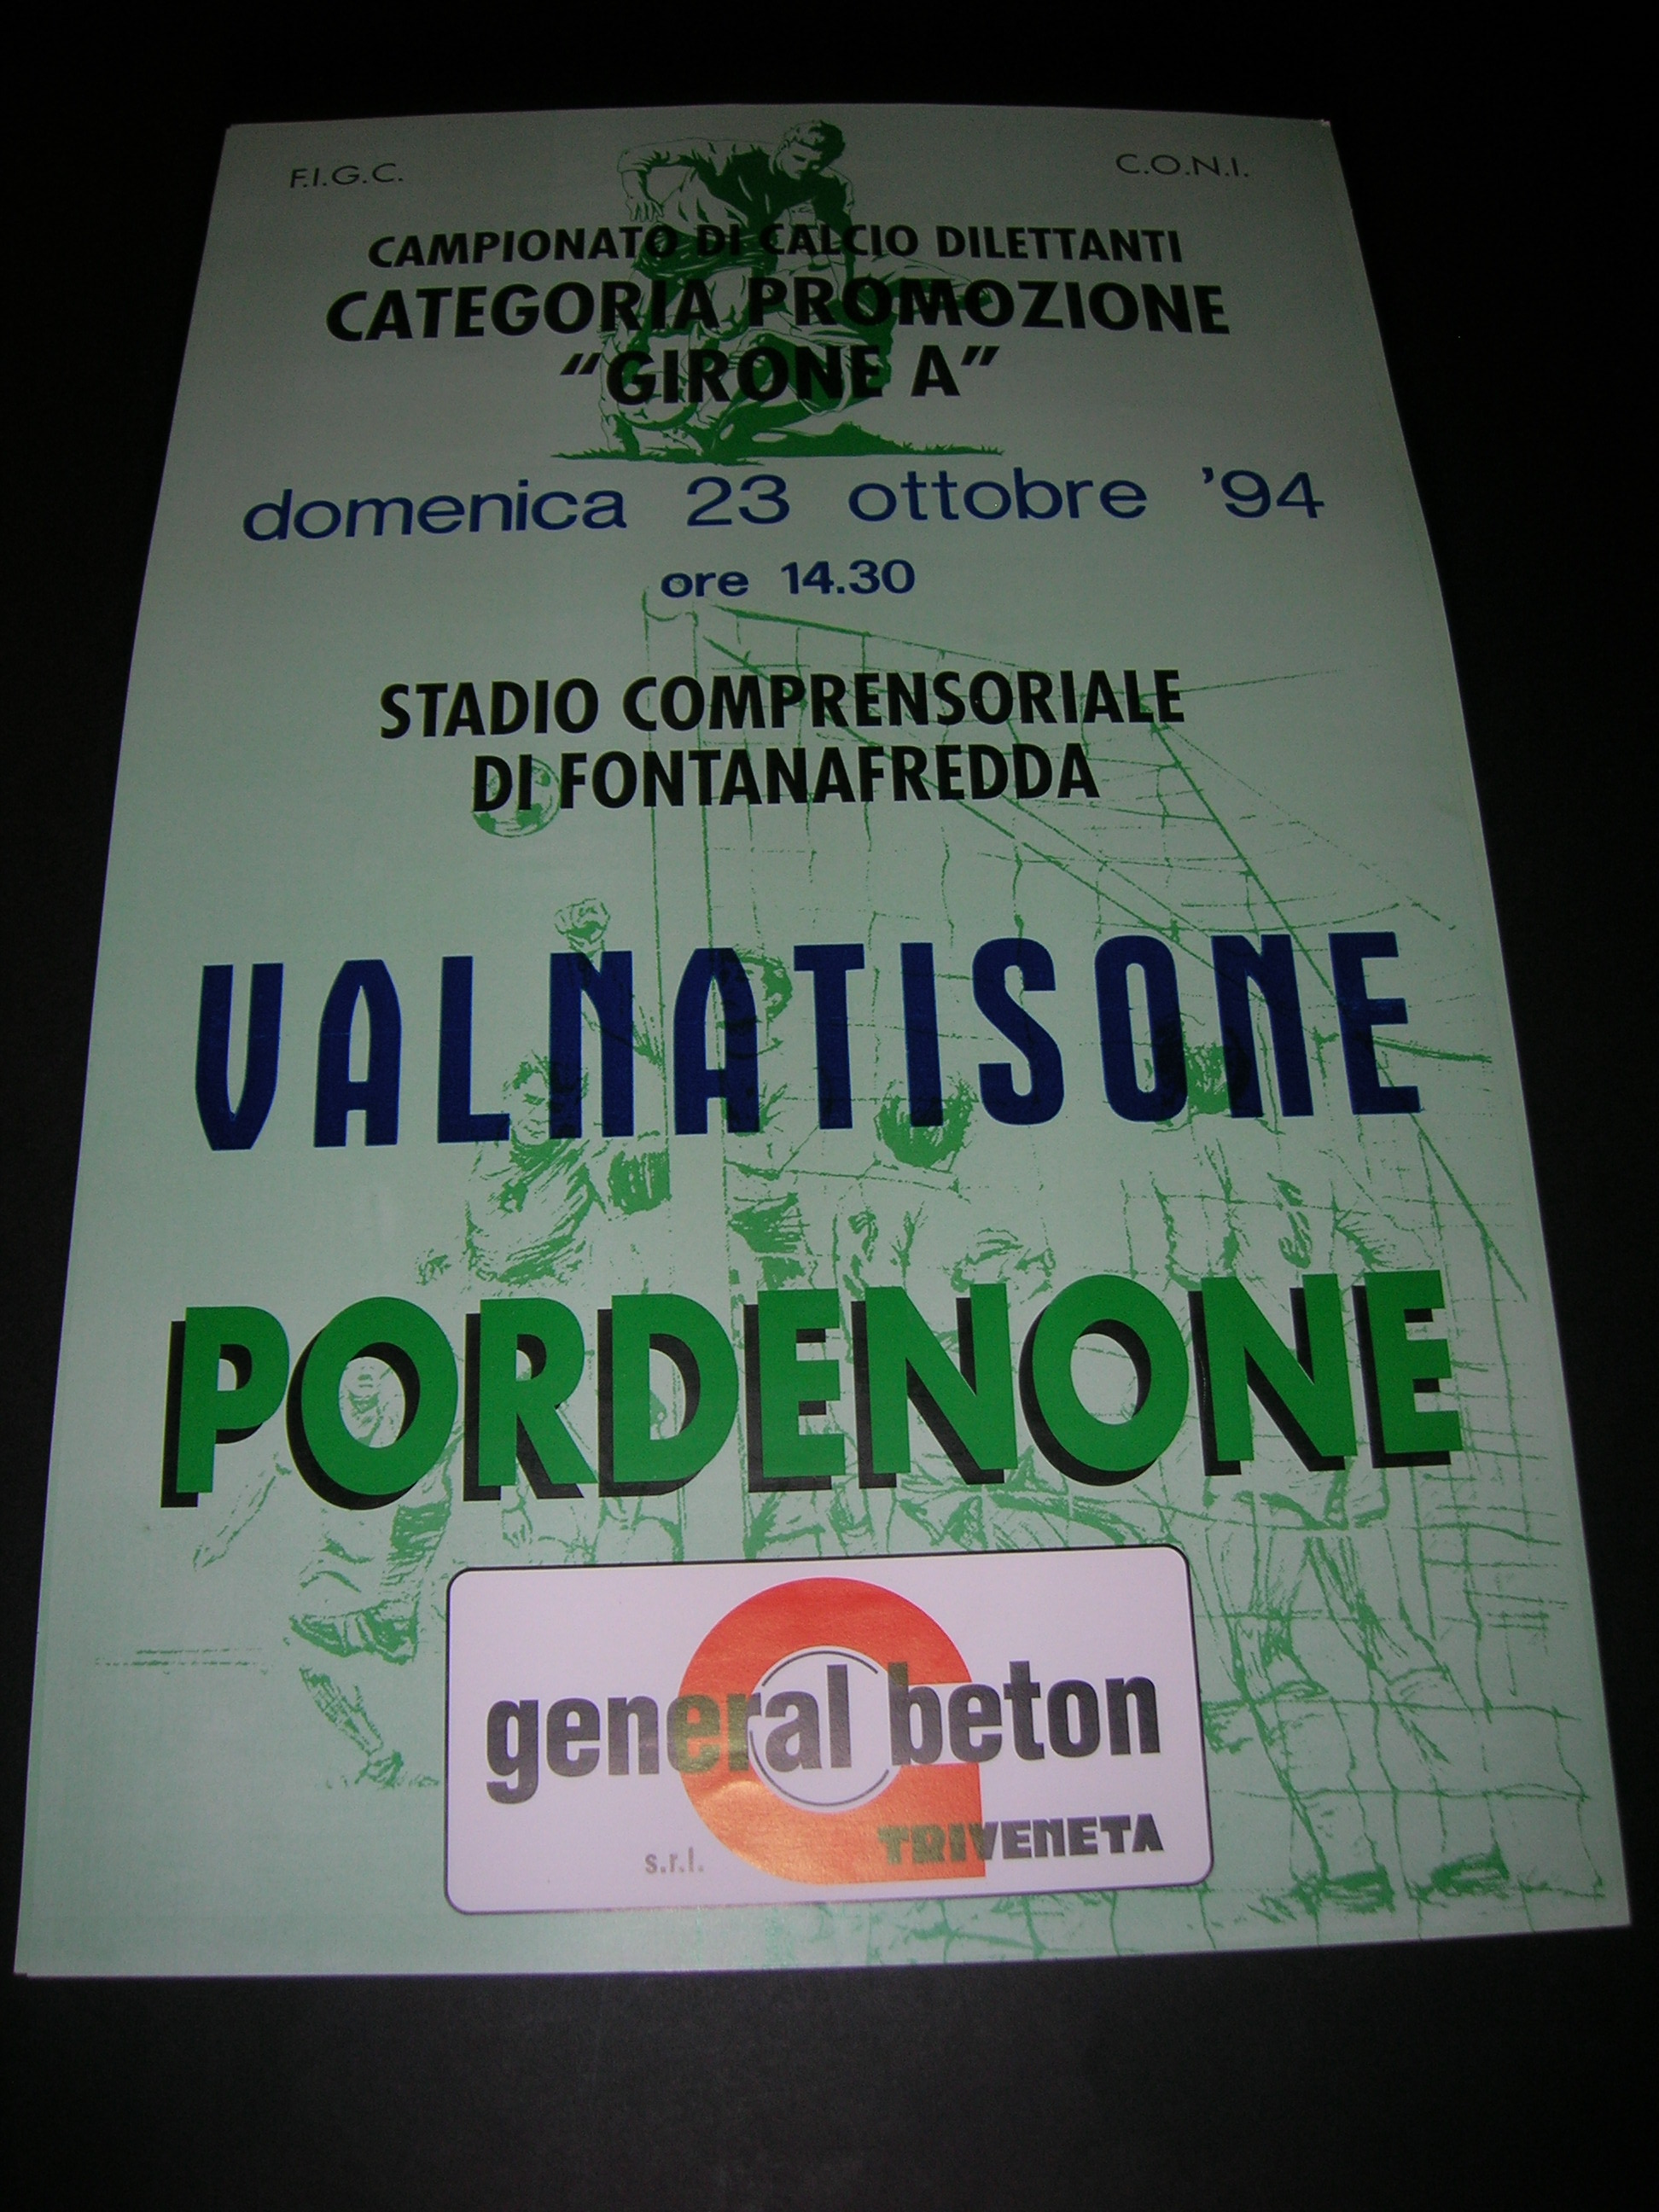 F.I.G.C. C.O.N.I.
CAMPIONATO DI CALCIO DILETTANTI
CATEGORIA PROMOZIONE
"GIRONE A"
domenica 23 ottobre '94
ore 14.30
STADIO COMPRENSORIALE
DI FONTANAFREDDA
VALNATISONE
PORDENONE
general beton
s.r.l. TRIVENETA